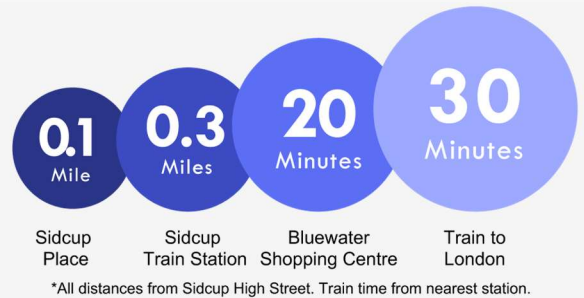 0.1
Mile
0.3
Miles
20
Minutes
30
Minutes
Sidcup
Place
Sidcup
Train Station
Bluewater
Shopping Centre
Train to
London
*All distances from Sidcup High Street. Train time from nearest station.